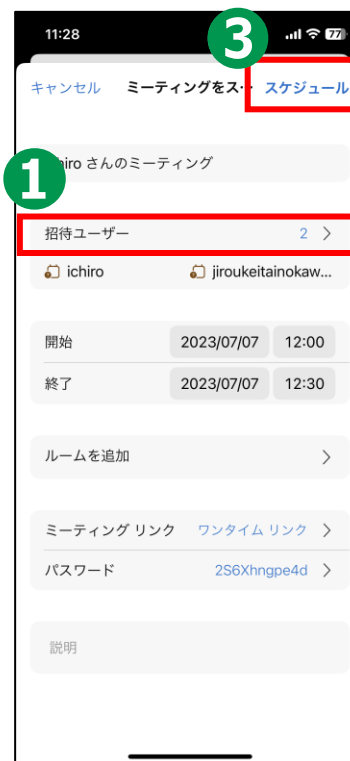 11:28 77
3
キャンセル ミーティングをス… スケジュール
1
iro さんのミーティング
招待ユーザー 2
ichiro jiroukeitainokaw...
開始 2023/07/07 12:00
終了 2023/07/07 12:30
ルームを追加
ミーティング リンク ワンタイム リンク
パスワード 2S6Xhngpe4d
説明